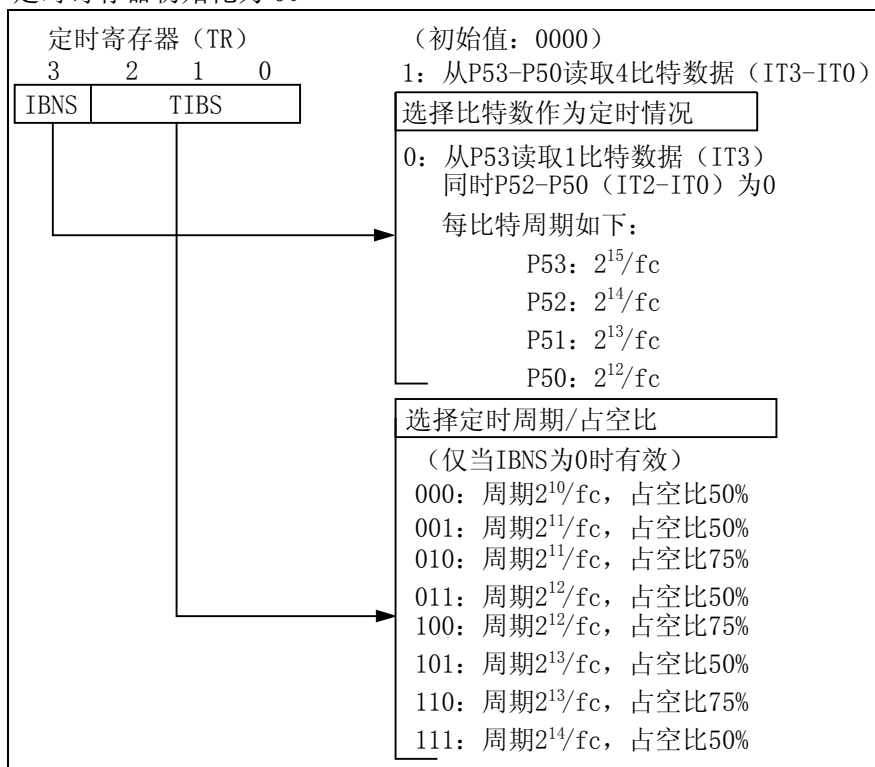 定时寄存器（TR）
3 2 1 0
IBNS TIBS
（初始值：0000）
1：从P53-P50读取4比特数据（IT3-IT0）
选择比特数作为定时情况
0：从P53读取1比特数据（IT3）
同时P52-P50（IT2-IT0）为0
每比特周期如下：
P53：2¹⁵/fc
P52：2¹⁴/fc
P51：2¹³/fc
P50：2¹²/fc
选择定时周期/占空比
（仅当IBNS为0时有效）
000：周期2¹⁰/fc，占空比50%
001：周期2¹¹/fc，占空比50%
010：周期2¹¹/fc，占空比75%
011：周期2¹²/fc，占空比50%
100：周期2¹²/fc，占空比75%
101：周期2¹³/fc，占空比50%
110：周期2¹³/fc，占空比75%
111：周期2¹⁴/fc，占空比50%